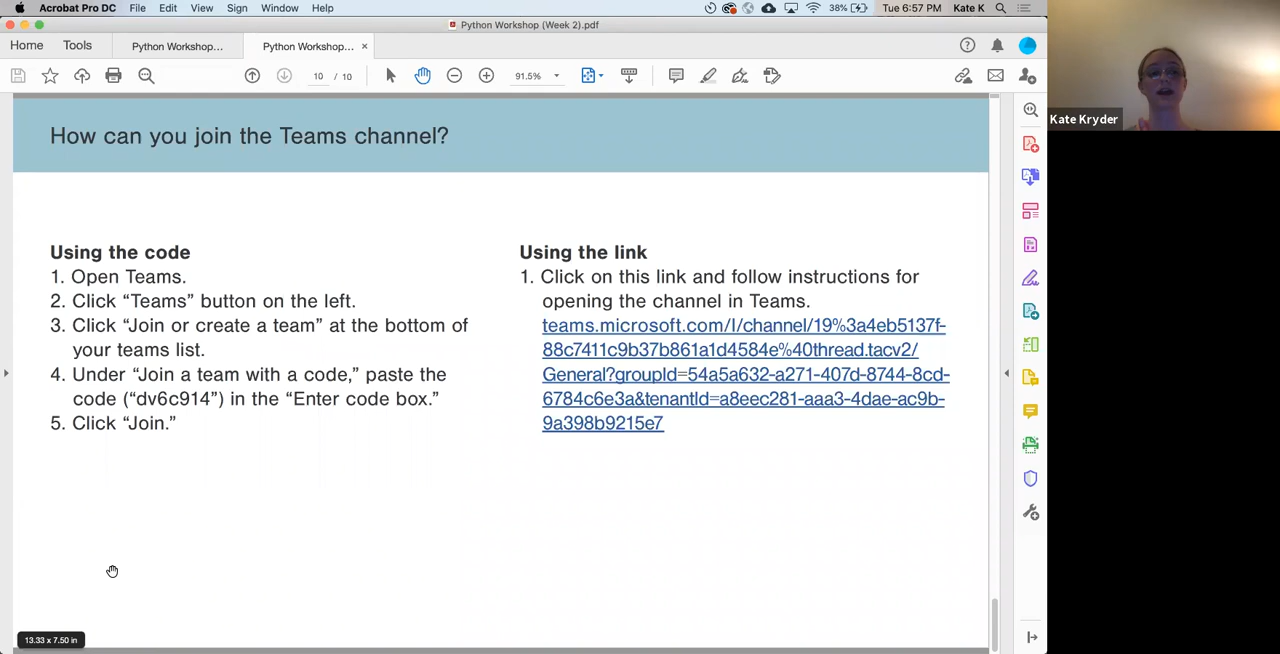 Acrobat Pro DC File Edit View Sign Window Help 38% Tue 6:57 PM Kate K
Python Workshop (Week 2).pdf
Home Tools Python Workshop... Python Workshop... ×
10 / 10 91.5%
How can you join the Teams channel?
Using the code
1. Open Teams.
2. Click “Teams” button on the left.
3. Click “Join or create a team” at the bottom of
your teams list.
4. Under “Join a team with a code,” paste the
code (“dv6c914”) in the “Enter code box.”
5. Click “Join.”
Using the link
1. Click on this link and follow instructions for
opening the channel in Teams.
teams.microsoft.com/l/channel/19%3a4eb5137f-
88c7411c9b37b861a1d4584e%40thread.tacv2/
General?groupId=54a5a632-a271-407d-8744-8cd-
6784c6e3a&tenantId=a8eec281-aaa3-4dae-ac9b-
9a398b9215e7
13.33 x 7.50 in
Kate Kryder